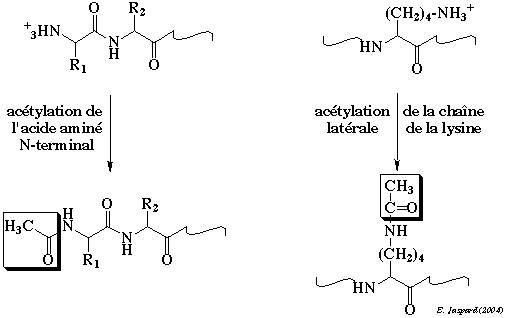 +3HN
O
R2
N
H
R1
O
(CH2)4-NH3+
HN
O
acétylation de
l'acide aminé
N-terminal
acétylation
latérale
de la chaîne
de la lysine
H3C
O
H
N
O
R1
N
H
R2
O
CH3
C=O
NH
(CH2)4
HN
O
E. Jaspard (2004)